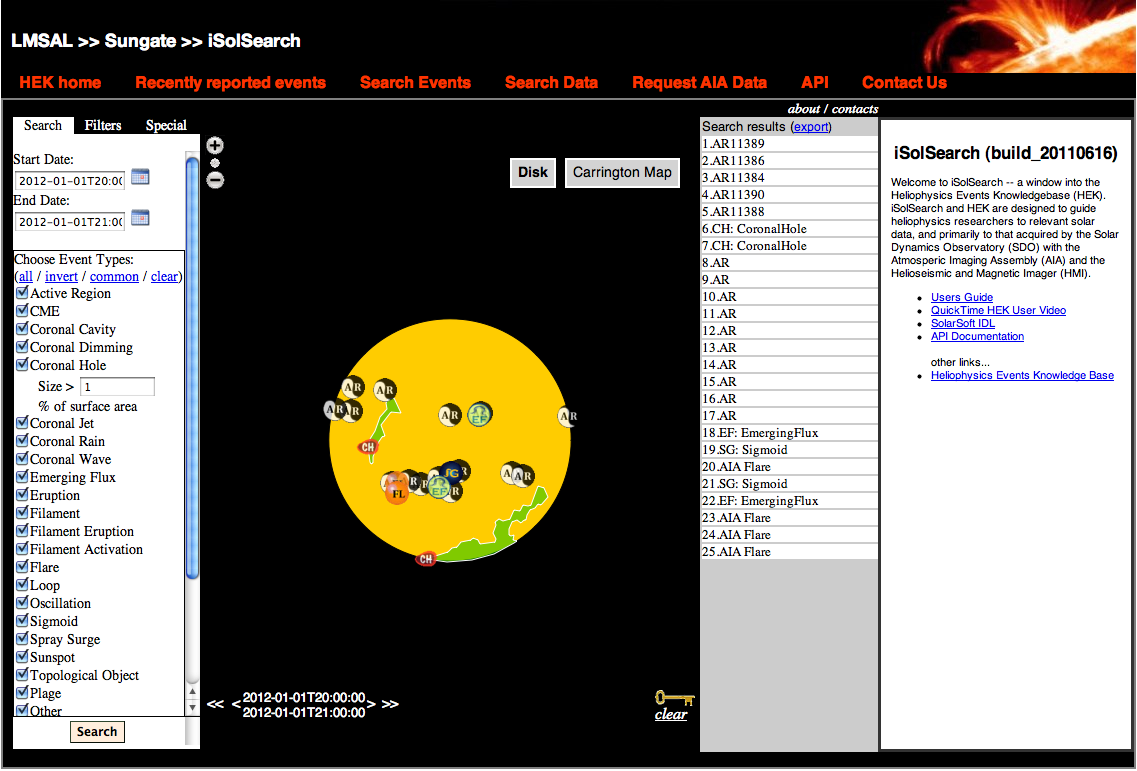 LMSAL >> Sungate >> iSolSearch
HEK home Recently reported events Search Events Search Data Request AIA Data API Contact Us
about / contacts
Search Filters Special
Start Date:
2012-01-01T20:00
End Date:
2012-01-01T21:00
Choose Event Types:
(all / invert / common / clear)
Active Region
CME
Coronal Cavity
Coronal Dimming
Coronal Hole
Size > 1
% of surface area
Coronal Jet
Coronal Rain
Coronal Wave
Emerging Flux
Eruption
Filament
Filament Eruption
Filament Activation
Flare
Loop
Oscillation
Sigmoid
Spray Surge
Sunspot
Topological Object
Plage
Other
Search
Disk Carrington Map
AR
AR
AR
AR
AR
EF
AR
CH
FL
SG
EF
AR
AR
CH
<< < 2012-01-01T20:00:00 > >>
2012-01-01T21:00:00
clear
Search results (export)
1.AR11389
2.AR11386
3.AR11384
4.AR11390
5.AR11388
6.CH: CoronalHole
7.CH: CoronalHole
8.AR
9.AR
10.AR
11.AR
12.AR
13.AR
14.AR
15.AR
16.AR
17.AR
18.EF: EmergingFlux
19.SG: Sigmoid
20.AIA Flare
21.SG: Sigmoid
22.EF: EmergingFlux
23.AIA Flare
24.AIA Flare
25.AIA Flare
iSolSearch (build_20110616)
Welcome to iSolSearch -- a window into the
Heliophysics Events Knowledgebase (HEK).
iSolSearch and HEK are designed to guide
heliophysics researchers to relevant solar
data, and primarily to that acquired by the Solar
Dynamics Observatory (SDO) with the
Atmosperic Imaging Assembly (AIA) and the
Helioseismic and Magnetic Imager (HMI).
Users Guide
QuickTime HEK User Video
SolarSoft IDL
API Documentation
other links...
Heliophysics Events Knowledge Base